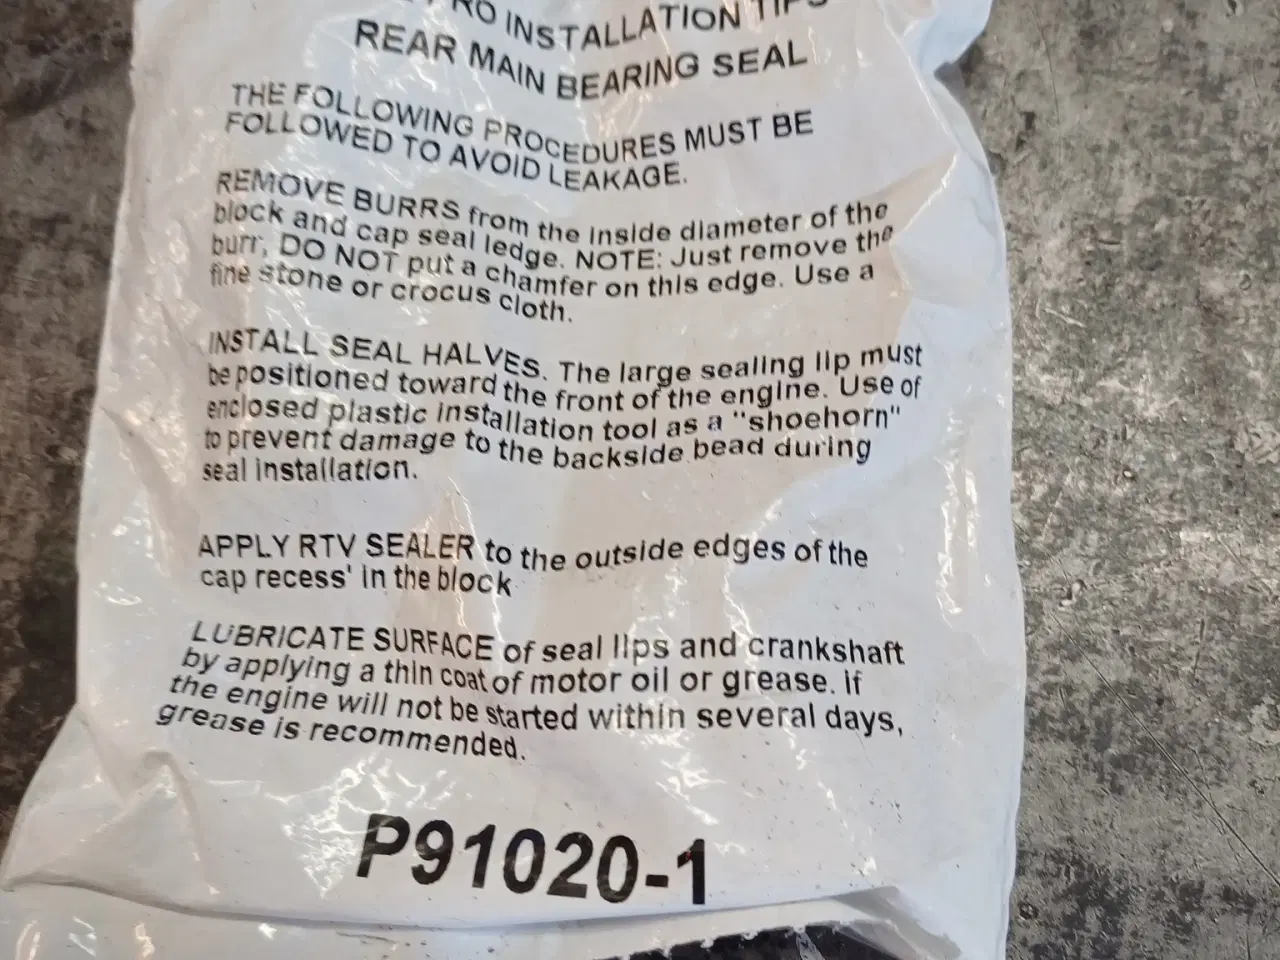 INSTALLATION TIPS
REAR MAIN BEARING SEAL
THE FOLLOWING PROCEDURES MUST BE
FOLLOWED TO AVOID LEAKAGE.
REMOVE BURRS from the inside diameter of the
block and cap seal ledge. NOTE: Just remove the
burr; DO NOT put a chamfer on this edge. Use a
fine stone or crocus cloth.
INSTALL SEAL HALVES. The large sealing lip must
be positioned toward the front of the engine. Use of
enclosed plastic installation tool as a "shoehorn"
to prevent damage to the backside bead during
seal installation.
APPLY RTV SEALER to the outside edges of the
cap recess' in the block
LUBRICATE SURFACE of seal lips and crankshaft
by applying a thin coat of motor oil or grease. If
the engine will not be started within several days,
grease is recommended.
P91020-1